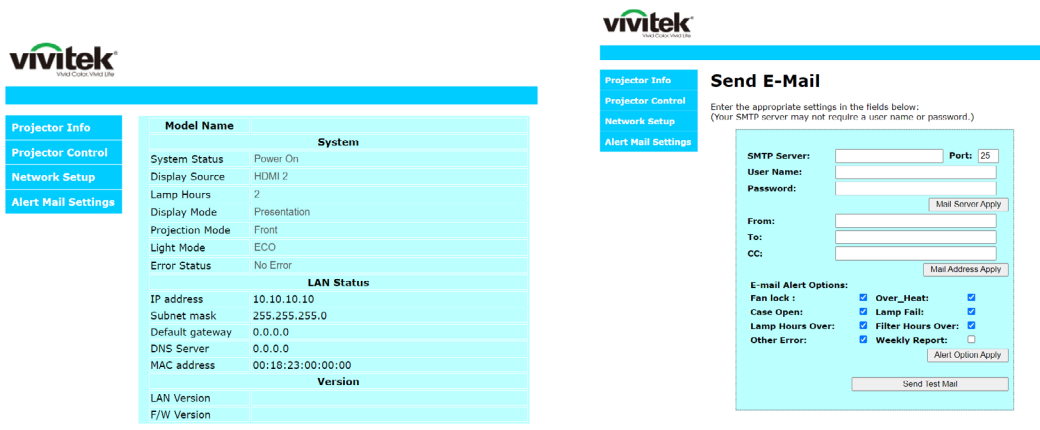 vivitek®
Vivid Color, Vivid Life
Projector Info
Projector Control
Network Setup
Alert Mail Settings
Model Name
System
System Status Power On
Display Source HDMI 2
Lamp Hours 2
Display Mode Presentation
Projection Mode Front
Light Mode ECO
Error Status No Error
LAN Status
IP address 10.10.10.10
Subnet mask 255.255.255.0
Default gateway 0.0.0.0
DNS Server 0.0.0.0
MAC address 00:18:23:00:00:00
Version
LAN Version
F/W Version
vivitek®
Vivid Color, Vivid Life
Projector Info
Projector Control
Network Setup
Alert Mail Settings
Send E-Mail
Enter the appropriate settings in the fields below:
(Your SMTP server may not require a user name or password.)
SMTP Server: Port: 25
User Name:
Password:
Mail Server Apply
From:
To:
CC:
Mail Address Apply
E-mail Alert Options:
Fan lock : Over_Heat:
Case Open: Lamp Fail:
Lamp Hours Over: Filter Hours Over:
Other Error: Weekly Report:
Alert Option Apply
Send Test Mail